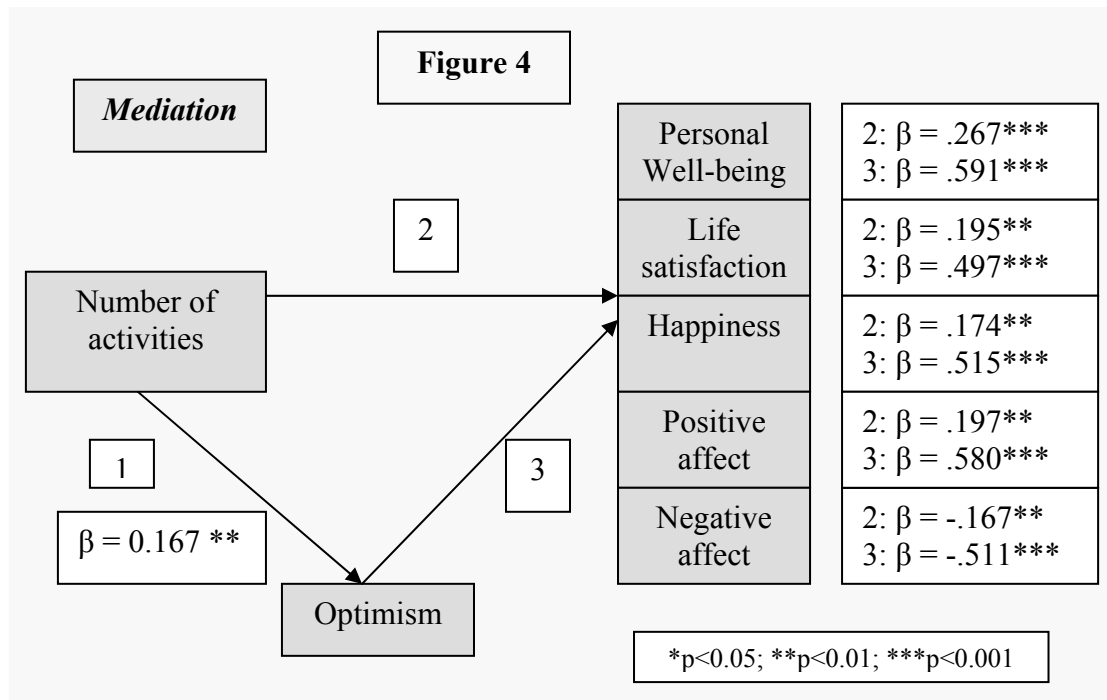 Figure 4
Mediation
Personal
Well-being
2: β = .267***
3: β = .591***
2
Life
satisfaction
2: β = .195**
3: β = .497***
Number of
activities
Happiness
2: β = .174**
3: β = .515***
Positive
affect
2: β = .197**
3: β = .580***
1
3
β = 0.167 **
Negative
affect
2: β = -.167**
3: β = -.511***
Optimism
*p<0.05; **p<0.01; ***p<0.001